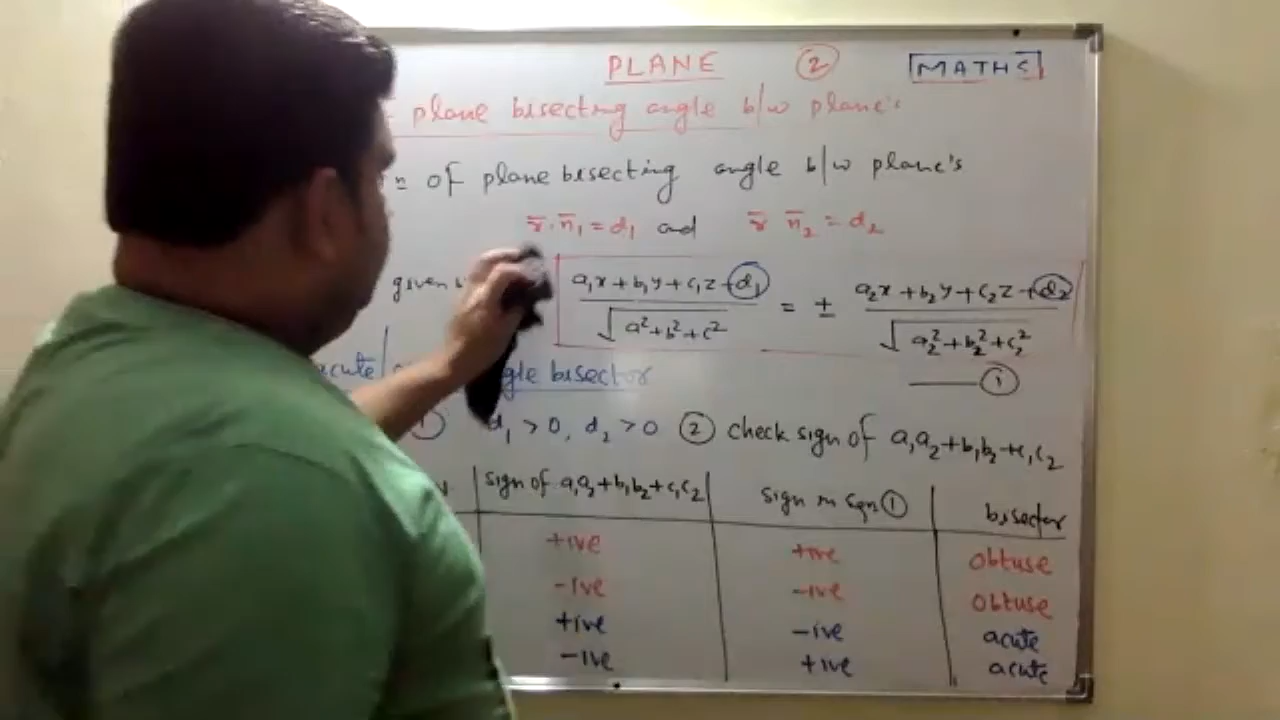 PLANE ② MATHS
plane bisecting angle b/w plane's
n of plane bisecting angle b/w plane's
r̄.n̄₁ = d₁ and r̄ n̄₂ = d₂
given a₁x + b₁y + c₁z + d₁ / √a² + b² + c² = ± a₂x + b₂y + c₂z + d₂ / √a₂² + b₂² + c₂²
acute/ gle bisector ①
① d₁ > 0, d₂ > 0 ② check sign of a₁a₂ + b₁b₂ + c₁c₂
sign of a₁a₂ + b₁b₂ + c₁c₂ sign in eqn ① bisector
+ive +ive obtuse
-ive -ive obtuse
+ive -ive acute
-ive +ive acute